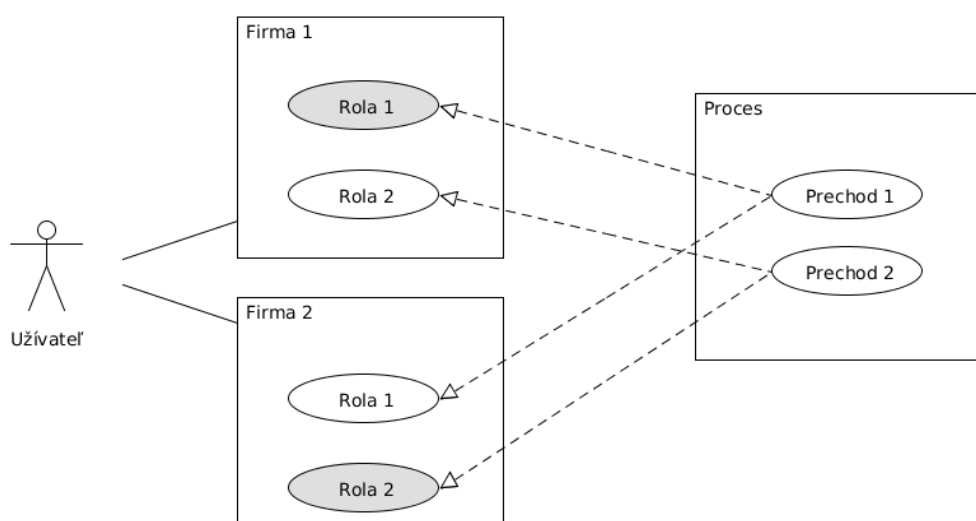 Firma 1
Rola 1
Rola 2
Užívateľ
Firma 2
Rola 1
Rola 2
Proces
Prechod 1
Prechod 2